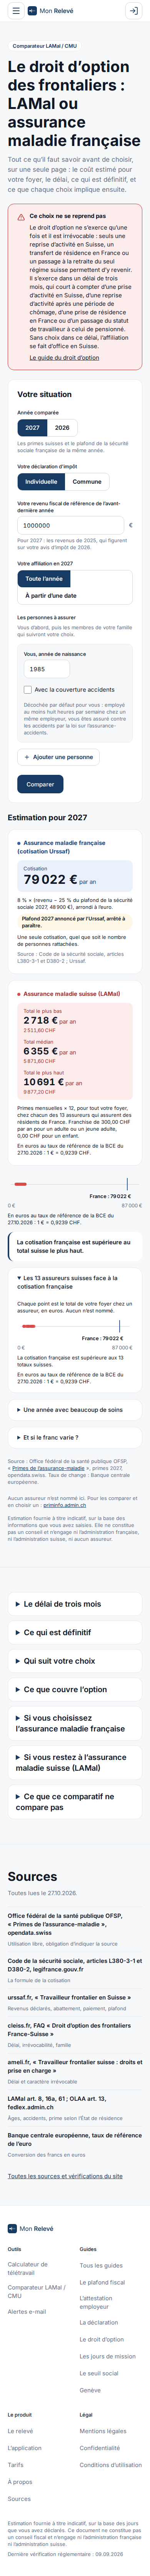 Mon Relevé
Comparateur LAMal / CMU
Le droit d’option
des frontaliers :
LAMal ou
assurance
maladie française
Tout ce qu’il faut savoir avant de choisir,
et une estimation des primes de votre
foyer, le délai, ce qui est définitif, et
ce que chaque choix implique ensuite.
Ce choix ne se reprend pas
Le droit d’option ne s’exerce qu’une
fois et il est irrévocable : seuls une
reprise d’activité en Suisse, un
transfert de résidence en France ou
un passage à la retraite du seul
régime suisse permettent d’y revenir.
Il s’exerce dans un délai de trois
mois, qui court à compter d’une prise
d’activité en Suisse, d’une reprise
d’activité après une période de
chômage, d’une prise de résidence
en France ou d’un passage du statut
de travailleur à celui de pensionné.
Sans choix dans ce délai, l’affiliation
se fait d’office en Suisse.
Le guide du droit d’option
Votre situation
Année comparée
2027
2026
Les primes suisses et le plafond de la sécurité
sociale française de la même année.
Votre déclaration d’impôt
Individuelle
Commune
Votre revenu fiscal de référence de l’avant-
dernière année
1000000
€
Pour 2027 : les revenus de 2025, qui figurent
sur votre avis d’impôt de 2026.
Votre affiliation en 2027
Toute l’année
À partir d’une date
Les personnes à assurer
Vous d’abord, puis les membres de votre famille
qui suivront votre choix.
Vous, année de naissance
1985
Avec la couverture accidents
Décochée par défaut pour vous : employé
au moins huit heures par semaine chez un
même employeur, vous êtes assuré contre
les accidents par la loi sur l’assurance-
accidents.
+ Ajouter une personne
Comparer
Estimation pour 2027
Assurance maladie française
(cotisation Urssaf)
Cotisation
79 022 € par an
8 % × (revenu − 25 % du plafond de la sécurité
sociale 2027, 48 900 €), arrondi à l’euro.
Plafond 2027 annoncé par l’Urssaf, arrêté à
paraître.
Une seule cotisation, quel que soit le nombre
de personnes rattachées.
Source : Code de la sécurité sociale, articles
L380-3-1 et D380-2 ; Urssaf.
Assurance maladie suisse (LAMal)
Total le plus bas
2 718 € par an
2 511,80 CHF
Total médian
6 355 € par an
5 871,60 CHF
Total le plus haut
10 691 € par an
9 877,20 CHF
Primes mensuelles × 12, pour tout votre foyer,
chez chacun des 13 assureurs qui assurent des
résidents de France. Franchise de 300,00 CHF
par an pour un adulte ou un jeune adulte,
0,00 CHF pour un enfant.
En euros au taux de référence de la BCE du
27.10.2026 : 1 € = 0,9239 CHF.
France : 79 022 €
0 €
87 000 €
En euros au taux de référence de la BCE du
27.10.2026 : 1 € = 0,9239 CHF.
La cotisation française est supérieure au
total suisse le plus haut.
▼ Les 13 assureurs suisses face à la
cotisation française
Chaque point est le total de votre foyer chez un
assureur, en euros. Aucun n’est nommé.
France : 79 022 €
0 €
87 000 €
La cotisation française est supérieure aux 13
totaux suisses.
En euros au taux de référence de la BCE du
27.10.2026 : 1 € = 0,9239 CHF.
▶ Une année avec beaucoup de soins
▶ Et si le franc varie ?
Source : Office fédéral de la santé publique OFSP,
« Primes de l’assurance-maladie », primes 2027,
opendata.swiss. Taux de change : Banque centrale
européenne.
Aucun assureur n’est nommé ici. Pour les comparer et
en choisir un : priminfo.admin.ch
Estimation fournie à titre indicatif, sur la base des
informations que vous avez saisies. Elle ne constitue
pas un conseil et n’engage ni l’administration française,
ni l’administration suisse, ni aucun assureur.
▶ Le délai de trois mois
▶ Ce qui est définitif
▶ Qui suit votre choix
▶ Ce que couvre l’option
▶ Si vous choisissez
l’assurance maladie française
▶ Si vous restez à l’assurance
maladie suisse (LAMal)
▶ Ce que ce comparatif ne
compare pas
Sources
Toutes lues le 27.10.2026.
Office fédéral de la santé publique OFSP,
« Primes de l’assurance-maladie »,
opendata.swiss
Utilisation libre, obligation d’indiquer la source
Code de la sécurité sociale, articles L380-3-1 et
D380-2, legifrance.gouv.fr
La formule de la cotisation
urssaf.fr, « Travailleur frontalier en Suisse »
Revenus déclarés, abattement, paiement, plafond
cleiss.fr, FAQ « Droit d’option des frontaliers
France-Suisse »
Délai, irrévocabilité, famille
ameli.fr, « Travailleur frontalier suisse : droits et
prise en charge »
Délai et caractère irrévocable
LAMal art. 8, 16a, 61 ; OLAA art. 13,
fedlex.admin.ch
Âges, accidents, prime selon l’État de résidence
Banque centrale européenne, taux de référence
de l’euro
Conversion des francs en euros
Toutes les sources et vérifications du site
Mon Relevé
Outils
Calculateur de
télétravail
Comparateur LAMal /
CMU
Alertes e-mail
Guides
Tous les guides
Le plafond fiscal
L’attestation
employeur
La déclaration
Le droit d’option
Les jours de mission
Le seuil social
Genève
Le produit
Le relevé
L’application
Tarifs
À propos
Sources
Légal
Mentions légales
Confidentialité
Conditions d’utilisation
Estimation fournie à titre indicatif, sur la base des jours
que vous avez déclarés. Ce document ne constitue pas
un conseil fiscal et n’engage ni l’administration française
ni l’administration suisse.
Dernière vérification réglementaire : 08.09.2026